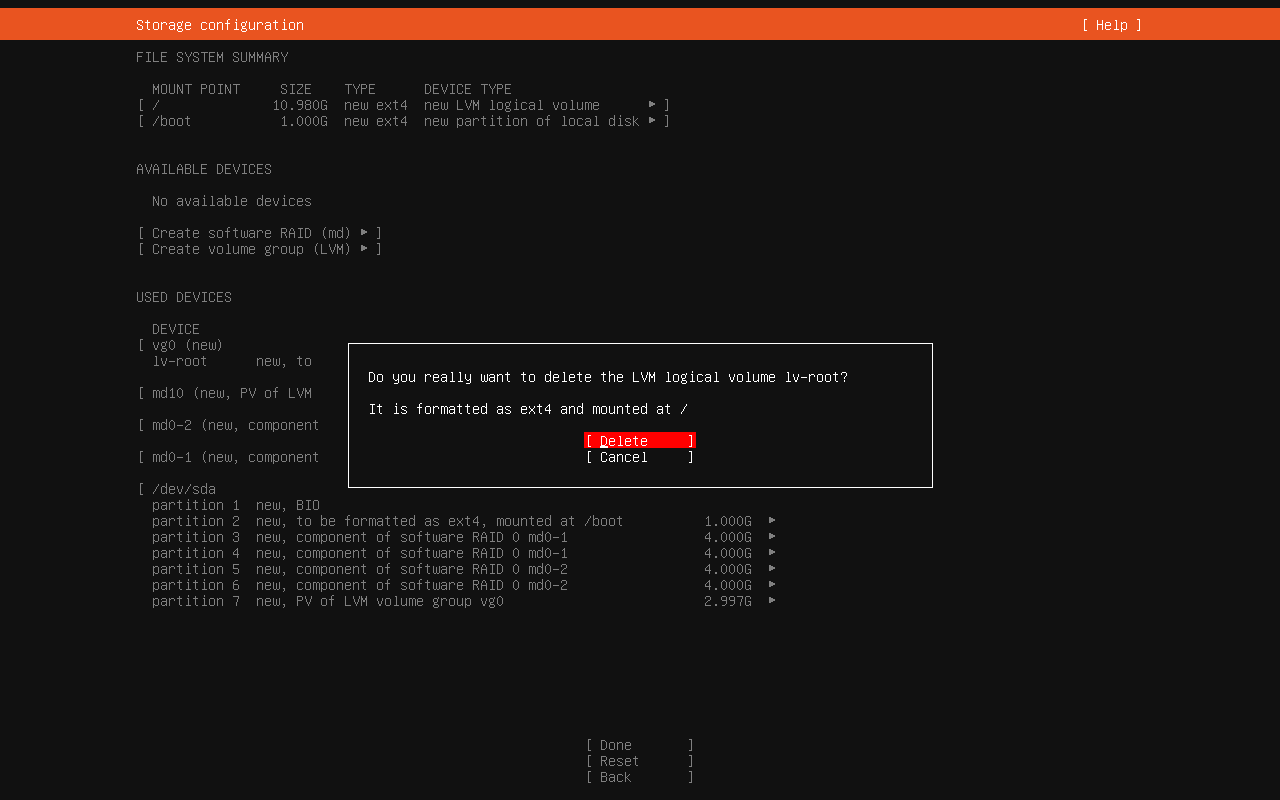 Storage configuration [ Help ]
FILE SYSTEM SUMMARY
MOUNT POINT SIZE TYPE DEVICE TYPE
[ / 10.980G new ext4 new LVM logical volume ▸ ]
[ /boot 1.000G new ext4 new partition of local disk ▸ ]
AVAILABLE DEVICES
No available devices
[ Create software RAID (md) ▸ ]
[ Create volume group (LVM) ▸ ]
USED DEVICES
DEVICE
[ vg0 (new)
lv-root new, to
[ md10 (new, PV of LVM
[ md0-2 (new, component
[ md0-1 (new, component
Do you really want to delete the LVM logical volume lv-root?
It is formatted as ext4 and mounted at /
[ Delete ]
[ Cancel ]
[ /dev/sda
partition 1 new, BIO
partition 2 new, to be formatted as ext4, mounted at /boot 1.000G ▸
partition 3 new, component of software RAID 0 md0-1 4.000G ▸
partition 4 new, component of software RAID 0 md0-1 4.000G ▸
partition 5 new, component of software RAID 0 md0-2 4.000G ▸
partition 6 new, component of software RAID 0 md0-2 4.000G ▸
partition 7 new, PV of LVM volume group vg0 2.997G ▸
[ Done ]
[ Reset ]
[ Back ]